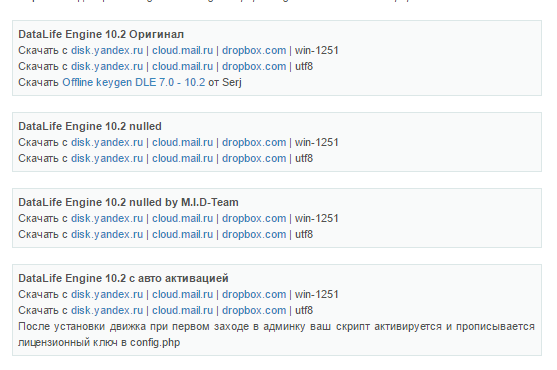 DataLife Engine 10.2 Оригинал
Скачать с disk.yandex.ru | cloud.mail.ru | dropbox.com | win-1251
Скачать с disk.yandex.ru | cloud.mail.ru | dropbox.com | utf8
Скачать Offline keygen DLE 7.0 - 10.2 от Serj
DataLife Engine 10.2 nulled
Скачать с disk.yandex.ru | cloud.mail.ru | dropbox.com | win-1251
Скачать с disk.yandex.ru | cloud.mail.ru | dropbox.com | utf8
DataLife Engine 10.2 nulled by M.I.D-Team
Скачать с disk.yandex.ru | cloud.mail.ru | dropbox.com | win-1251
Скачать с disk.yandex.ru | cloud.mail.ru | dropbox.com | utf8
DataLife Engine 10.2 с авто активацией
Скачать с disk.yandex.ru | cloud.mail.ru | dropbox.com | win-1251
Скачать с disk.yandex.ru | cloud.mail.ru | dropbox.com | utf8
После установки движка при первом заходе в админку ваш скрипт активируется и прописывается
лицензионный ключ в config.php